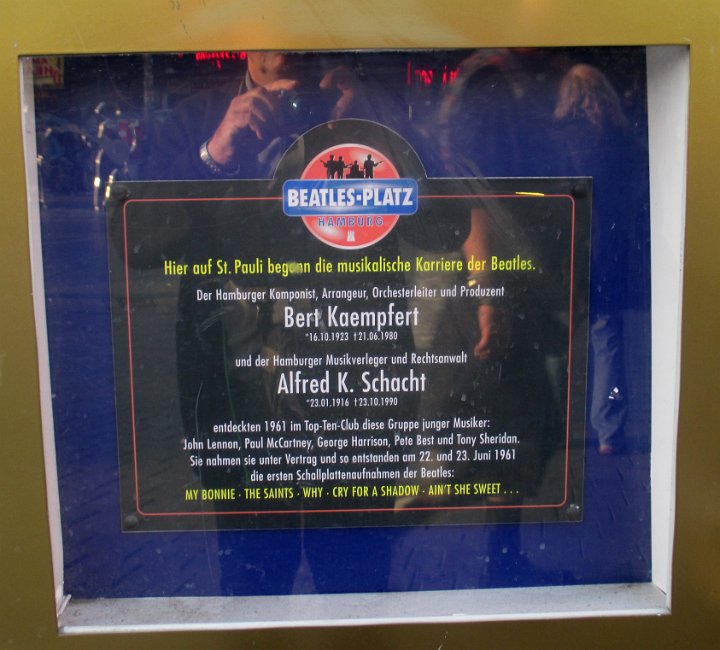 BEATLES-PLATZ
HAMBURG
Hier auf St. Pauli begann die musikalische Karriere der Beatles.
Der Hamburger Komponist, Arrangeur, Orchesterleiter und Produzent
Bert Kaempfert
*16.10.1923 †21.06.1980
und der Hamburger Musikverleger und Rechtsanwalt
Alfred K. Schacht
*23.01.1916 †23.10.1990
entdeckten 1961 im Top-Ten-Club diese Gruppe junger Musiker:
John Lennon, Paul McCartney, George Harrison, Pete Best und Tony Sheridan.
Sie nahmen sie unter Vertrag und so entstanden am 22. und 23. Juni 1961
die ersten Schallplattenaufnahmen der Beatles:
MY BONNIE · THE SAINTS · WHY · CRY FOR A SHADOW · AIN'T SHE SWEET . . .